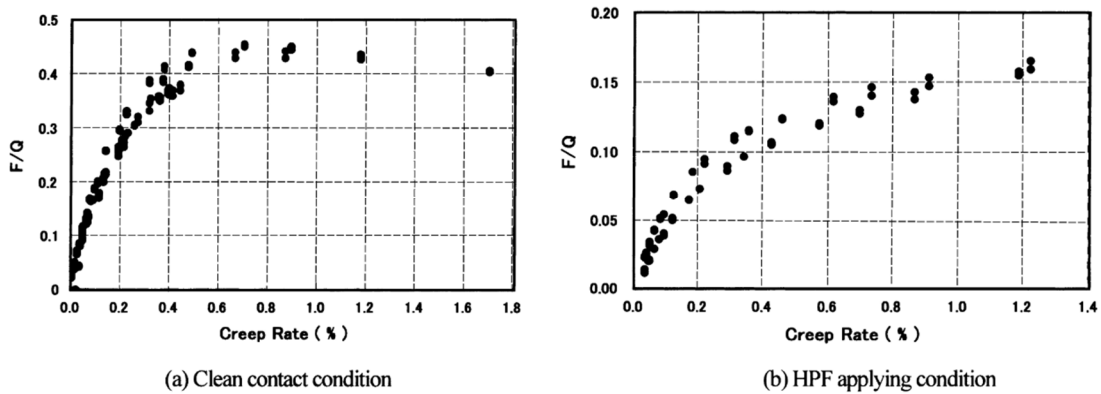 0.5
0.4
0.3
0.2
0.1
0
F/Q
0.0 0.2 0.4 0.6 0.8 1.0 1.2 1.4 1.6 1.8
Creep Rate ( % )
(a) Clean contact condition
0.20
0.15
0.10
0.05
0.00
F/Q
0.0 0.2 0.4 0.6 0.8 1.0 1.2 1.4
Creep Rate ( % )
(b) HPF applying condition